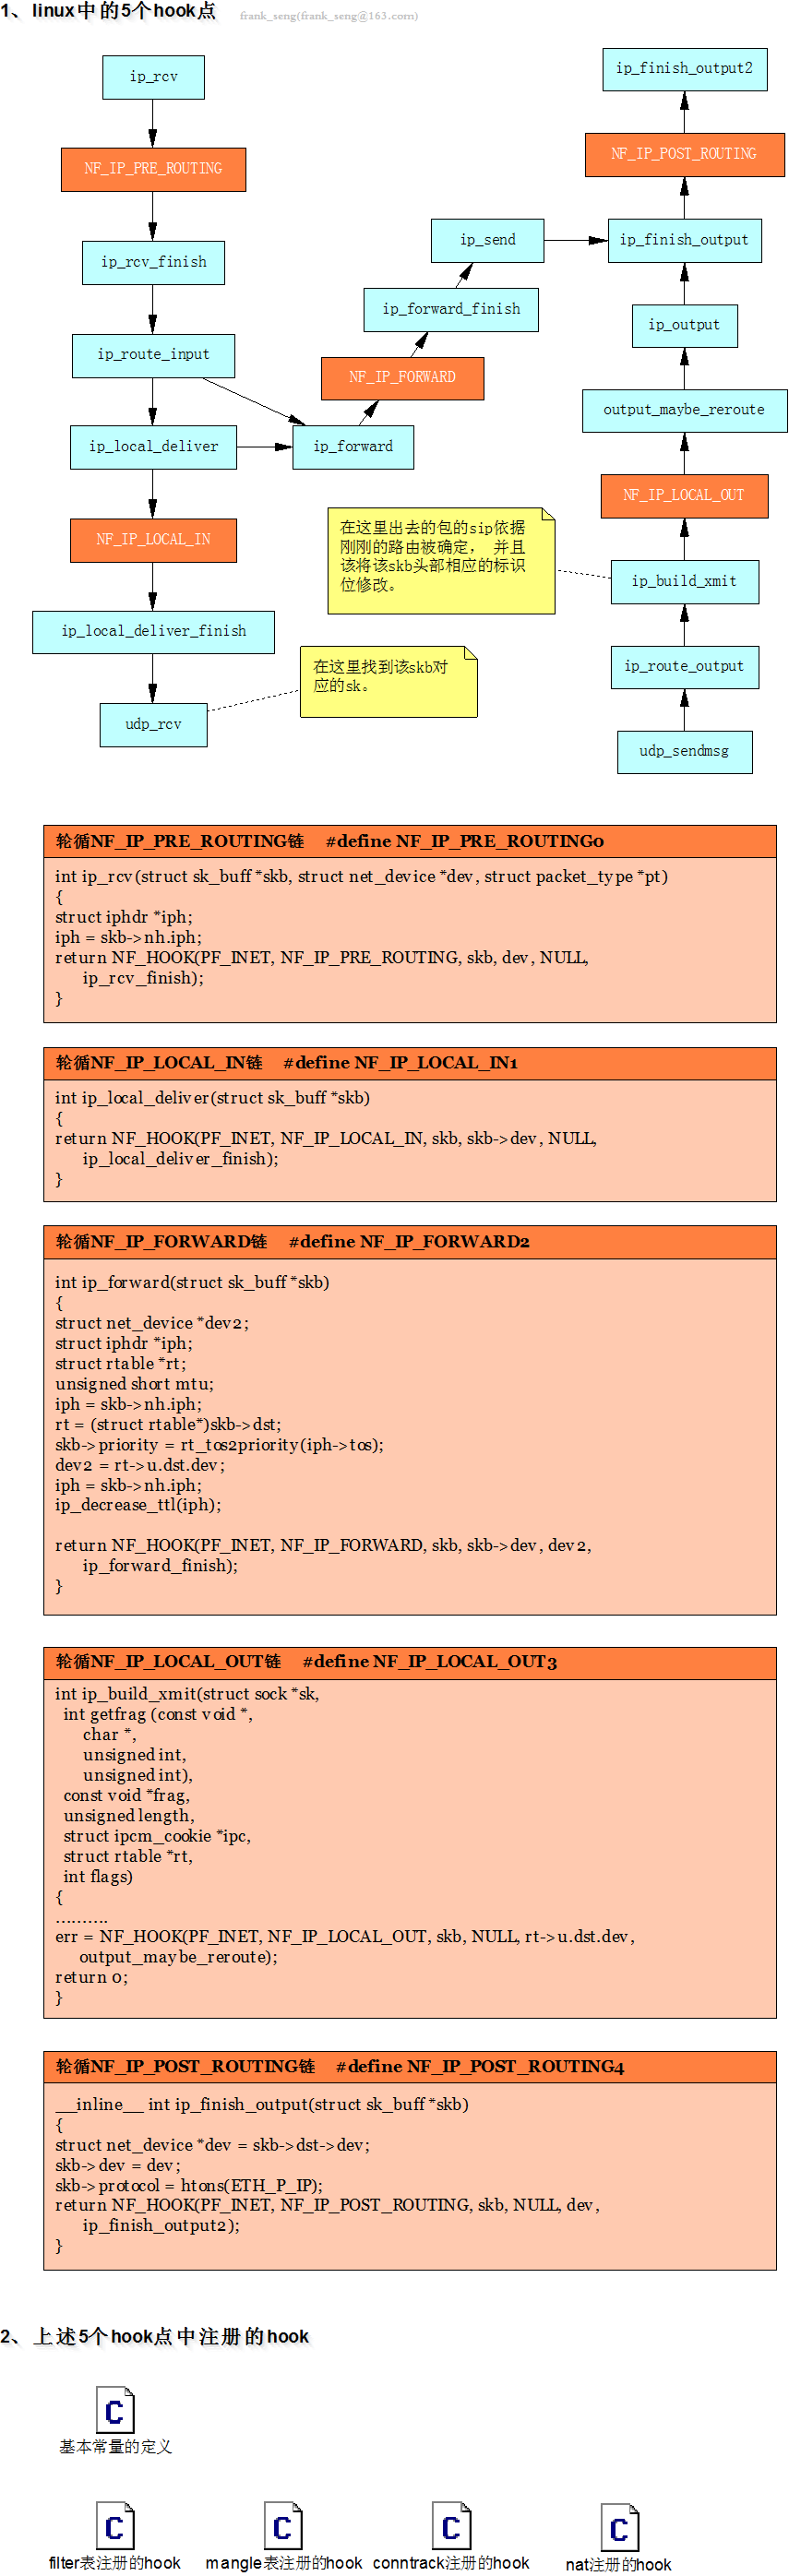 1、linux中的5个hook点
frank_seng(frank_seng@163.com)
ip_rcv
NF_IP_PRE_ROUTING
ip_rcv_finish
ip_route_input
ip_local_deliver
NF_IP_LOCAL_IN
ip_local_deliver_finish
udp_rcv
ip_forward
NF_IP_FORWARD
ip_forward_finish
ip_send
ip_finish_output2
NF_IP_POST_ROUTING
ip_finish_output
ip_output
output_maybe_reroute
NF_IP_LOCAL_OUT
ip_build_xmit
ip_route_output
udp_sendmsg
在这里出去的包的sip依据
刚刚的路由被确定， 并且
该将该skb头部相应的标识
位修改。
在这里找到该skb对
应的sk。
轮循NF_IP_PRE_ROUTING链 #define NF_IP_PRE_ROUTING0
int ip_rcv(struct sk_buff *skb, struct net_device *dev, struct packet_type *pt)
{
struct iphdr *iph;
iph = skb->nh.iph;
return NF_HOOK(PF_INET, NF_IP_PRE_ROUTING, skb, dev, NULL,
ip_rcv_finish);
}
轮循NF_IP_LOCAL_IN链 #define NF_IP_LOCAL_IN1
int ip_local_deliver(struct sk_buff *skb)
{
return NF_HOOK(PF_INET, NF_IP_LOCAL_IN, skb, skb->dev, NULL,
ip_local_deliver_finish);
}
轮循NF_IP_FORWARD链 #define NF_IP_FORWARD2
int ip_forward(struct sk_buff *skb)
{
struct net_device *dev2;
struct iphdr *iph;
struct rtable *rt;
unsigned short mtu;
iph = skb->nh.iph;
rt = (struct rtable*)skb->dst;
skb->priority = rt_tos2priority(iph->tos);
dev2 = rt->u.dst.dev;
iph = skb->nh.iph;
ip_decrease_ttl(iph);
return NF_HOOK(PF_INET, NF_IP_FORWARD, skb, skb->dev, dev2,
ip_forward_finish);
}
轮循NF_IP_LOCAL_OUT链 #define NF_IP_LOCAL_OUT3
int ip_build_xmit(struct sock *sk,
int getfrag (const void *,
char *,
unsigned int,
unsigned int),
const void *frag,
unsigned length,
struct ipcm_cookie *ipc,
struct rtable *rt,
int flags)
{
..........
err = NF_HOOK(PF_INET, NF_IP_LOCAL_OUT, skb, NULL, rt->u.dst.dev,
output_maybe_reroute);
return 0;
}
轮循NF_IP_POST_ROUTING链 #define NF_IP_POST_ROUTING4
__inline__ int ip_finish_output(struct sk_buff *skb)
{
struct net_device *dev = skb->dst->dev;
skb->dev = dev;
skb->protocol = htons(ETH_P_IP);
return NF_HOOK(PF_INET, NF_IP_POST_ROUTING, skb, NULL, dev,
ip_finish_output2);
}
2、上述5个hook点中注册的hook
C
基本常量的定义
C C C C
filter表注册的hook mangle表注册的hook conntrack注册的hook nat注册的hook